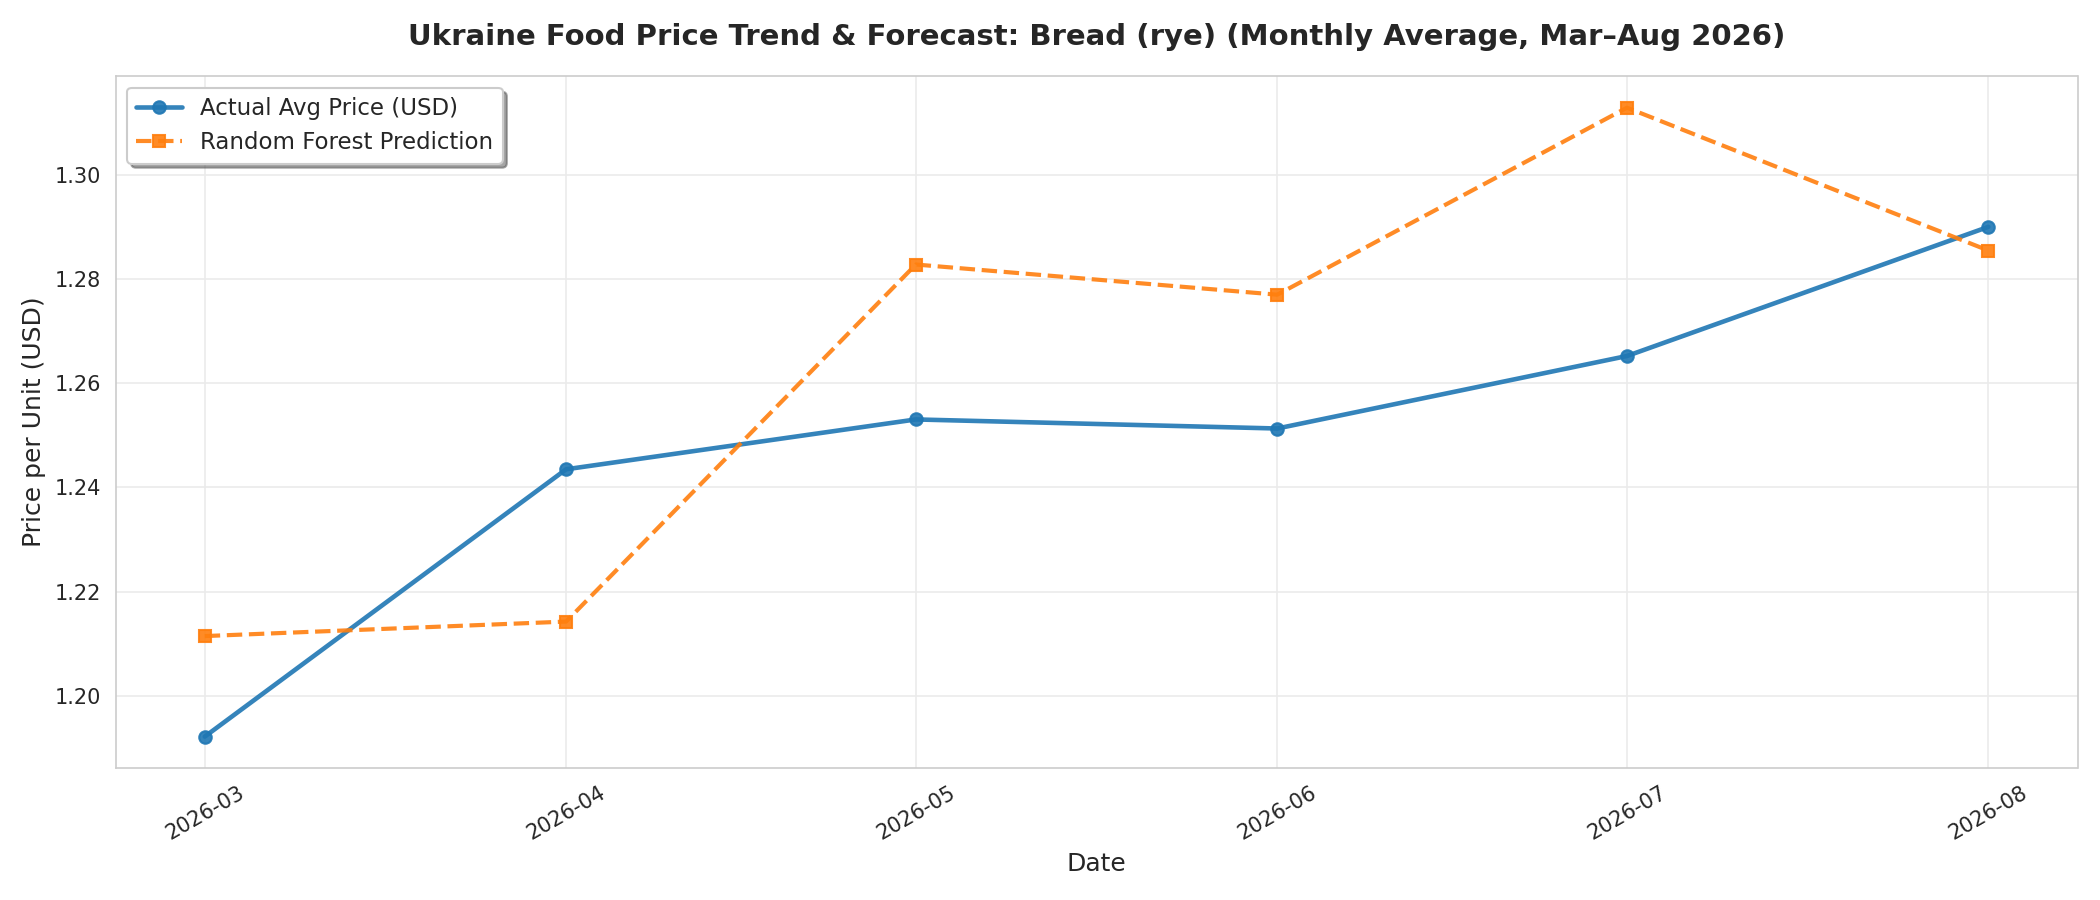 Ukraine Food Price Trend & Forecast: Bread (rye) (Monthly Average, Mar–Aug 2026)
Actual Avg Price (USD)
Random Forest Prediction
Price per Unit (USD)
1.30
1.28
1.26
1.24
1.22
1.20
2026-03
2026-04
2026-05
2026-06
2026-07
2026-08
Date